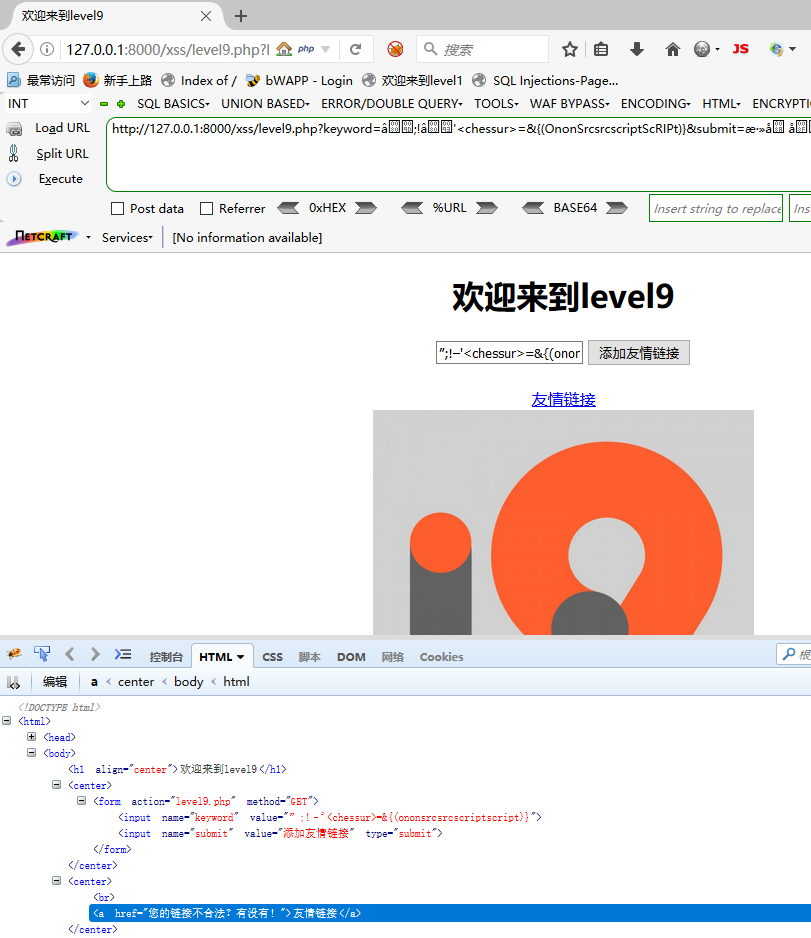 欢迎来到level9
127.0.0.1:8000/xss/level9.php?l
php
搜索
JS
最常访问 新手上路 Index of / bWAPP - Login 欢迎来到level1 SQL Injections-Page...
INT SQL BASICS UNION BASED ERROR/DOUBLE QUERY TOOLS WAF BYPASS ENCODING HTML ENCRYPTI
Load URL
http://127.0.0.1:8000/xss/level9.php?keyword=â;!â'<chessur>=&{(OnonSrcsrcscriptScRIPt)}&submit=æ·»å å
Split URL
Execute
Post data Referrer 0xHEX %URL BASE64 Insert string to replace Ins
NETCRAFT Services [No information available]
欢迎来到level9
”;!–'<chessur>=&{(onor 添加友情链接
友情链接
控制台 HTML CSS 脚本 DOM 网络 Cookies
编辑 a < center < body < html
<!DOCTYPE html>
<html>
<head>
<body>
<h1 align="center">欢迎来到level9</h1>
<center>
<form action="level9.php" method="GET">
<input name="keyword" value="”;!–'<chessur>=&{(ononsrcsrcscriptscript)}">
<input name="submit" value="添加友情链接" type="submit">
</form>
</center>
<center>
<br>
<a href="您的链接不合法？有没有！">友情链接</a>
</center>